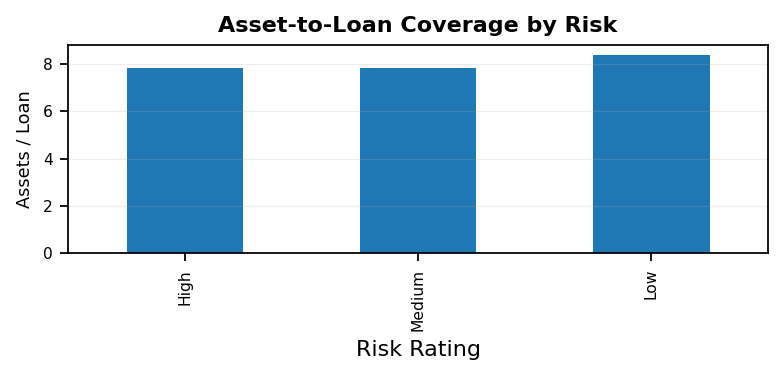 Asset-to-Loan Coverage by Risk
Assets / Loan
8
6
4
2
0
High
Medium
Low
Risk Rating